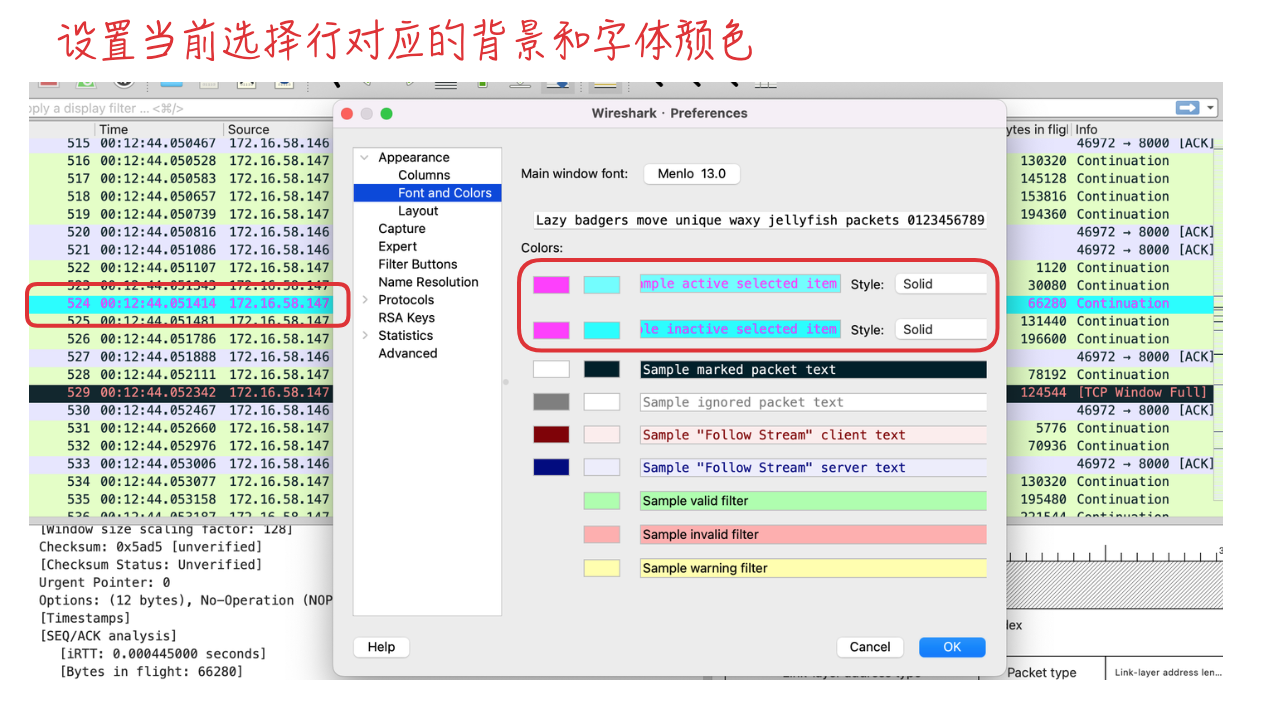 设置当前选择行对应的背景和字体颜色
ply a display filter ... <⌘/>
Wireshark · Preferences
Time Source
ytes in fligl Info
515 00:12:44.050467 172.16.58.146 46972 → 8000 [ACK]
516 00:12:44.050528 172.16.58.147 130320 Continuation
517 00:12:44.050583 172.16.58.147 145128 Continuation
518 00:12:44.050657 172.16.58.147 153816 Continuation
519 00:12:44.050739 172.16.58.147 194360 Continuation
520 00:12:44.050816 172.16.58.146 46972 → 8000 [ACK]
521 00:12:44.051086 172.16.58.146 46972 → 8000 [ACK]
522 00:12:44.051107 172.16.58.147 1120 Continuation
523 00:12:44.051343 172.16.58.147 30080 Continuation
524 00:12:44.051414 172.16.58.147 66280 Continuation
525 00:12:44.051481 172.16.58.147 131440 Continuation
526 00:12:44.051786 172.16.58.147 196600 Continuation
527 00:12:44.051888 172.16.58.146 46972 → 8000 [ACK]
528 00:12:44.052111 172.16.58.147 78192 Continuation
529 00:12:44.052342 172.16.58.147 124544 [TCP Window Full]
530 00:12:44.052467 172.16.58.146 46972 → 8000 [ACK]
531 00:12:44.052660 172.16.58.147 5776 Continuation
532 00:12:44.052976 172.16.58.147 70936 Continuation
533 00:12:44.053006 172.16.58.146 46972 → 8000 [ACK]
534 00:12:44.053077 172.16.58.147 130320 Continuation
535 00:12:44.053158 172.16.58.147 195480 Continuation
536 00:12:44.053187 172.16.58.147 221544 Continuation
[Window size scaling factor: 128]
Checksum: 0x5ad5 [unverified]
[Checksum Status: Unverified]
Urgent Pointer: 0
Options: (12 bytes), No-Operation (NOP
[Timestamps]
[SEQ/ACK analysis]
[iRTT: 0.000445000 seconds]
[Bytes in flight: 66280]
Appearance
Columns
Font and Colors
Layout
Capture
Expert
Filter Buttons
Name Resolution
Protocols
RSA Keys
Statistics
Advanced
Main window font: Menlo 13.0
Lazy badgers move unique waxy jellyfish packets 0123456789
Colors:
mple active selected item Style: Solid
le inactive selected item Style: Solid
Sample marked packet text
Sample ignored packet text
Sample "Follow Stream" client text
Sample "Follow Stream" server text
Sample valid filter
Sample invalid filter
Sample warning filter
Help Cancel OK
3
dex
Link-layer address type
Packet type
Link-layer address len...